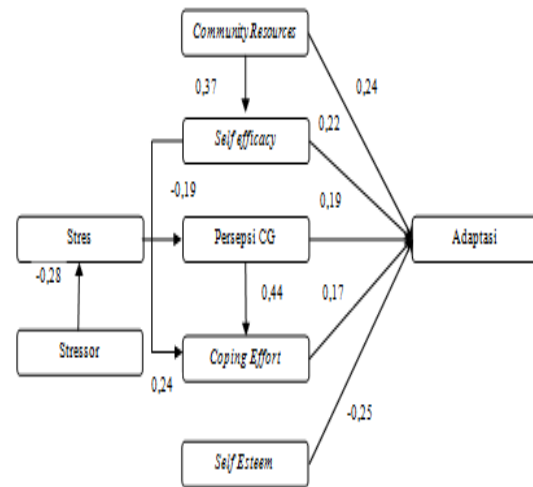 Community Resources
0,37
0,24
Self efficacy
0,22
-0,19
0,19
Stres
Persepsi CG
Adaptasi
-0,28
0,44
0,17
Stressor
Coping Effort
0,24
-0,25
Self Esteem